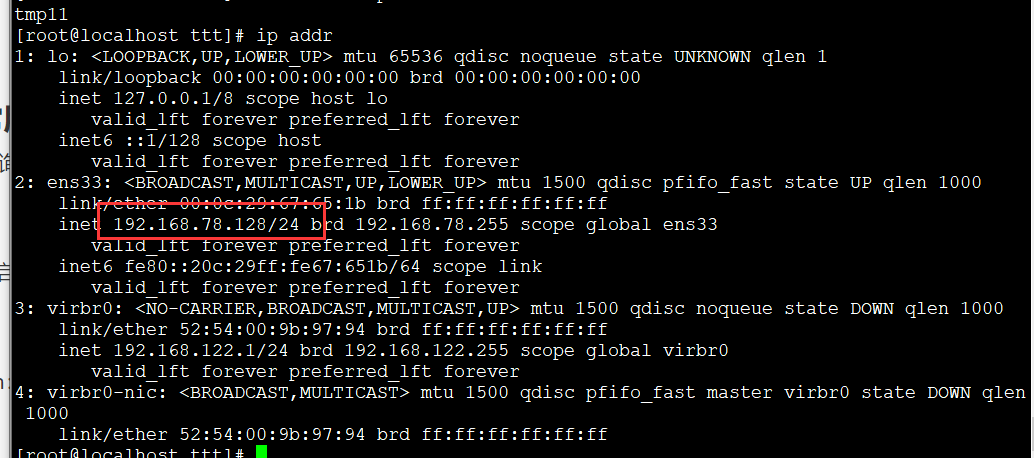 tmp11
[root@localhost ttt]# ip addr
1: lo: <LOOPBACK,UP,LOWER_UP> mtu 65536 qdisc noqueue state UNKNOWN qlen 1
link/loopback 00:00:00:00:00:00 brd 00:00:00:00:00:00
inet 127.0.0.1/8 scope host lo
valid_lft forever preferred_lft forever
inet6 ::1/128 scope host
valid_lft forever preferred_lft forever
2: ens33: <BROADCAST,MULTICAST,UP,LOWER_UP> mtu 1500 qdisc pfifo_fast state UP qlen 1000
link/ether 00:0c:29:67:65:1b brd ff:ff:ff:ff:ff:ff
inet 192.168.78.128/24 brd 192.168.78.255 scope global ens33
valid_lft forever preferred_lft forever
inet6 fe80::20c:29ff:fe67:651b/64 scope link
valid_lft forever preferred_lft forever
3: virbr0: <NO-CARRIER,BROADCAST,MULTICAST,UP> mtu 1500 qdisc noqueue state DOWN qlen 1000
link/ether 52:54:00:9b:97:94 brd ff:ff:ff:ff:ff:ff
inet 192.168.122.1/24 brd 192.168.122.255 scope global virbr0
valid_lft forever preferred_lft forever
4: virbr0-nic: <BROADCAST,MULTICAST> mtu 1500 qdisc pfifo_fast master virbr0 state DOWN qlen
1000
link/ether 52:54:00:9b:97:94 brd ff:ff:ff:ff:ff:ff
[root@localhost ttt]#